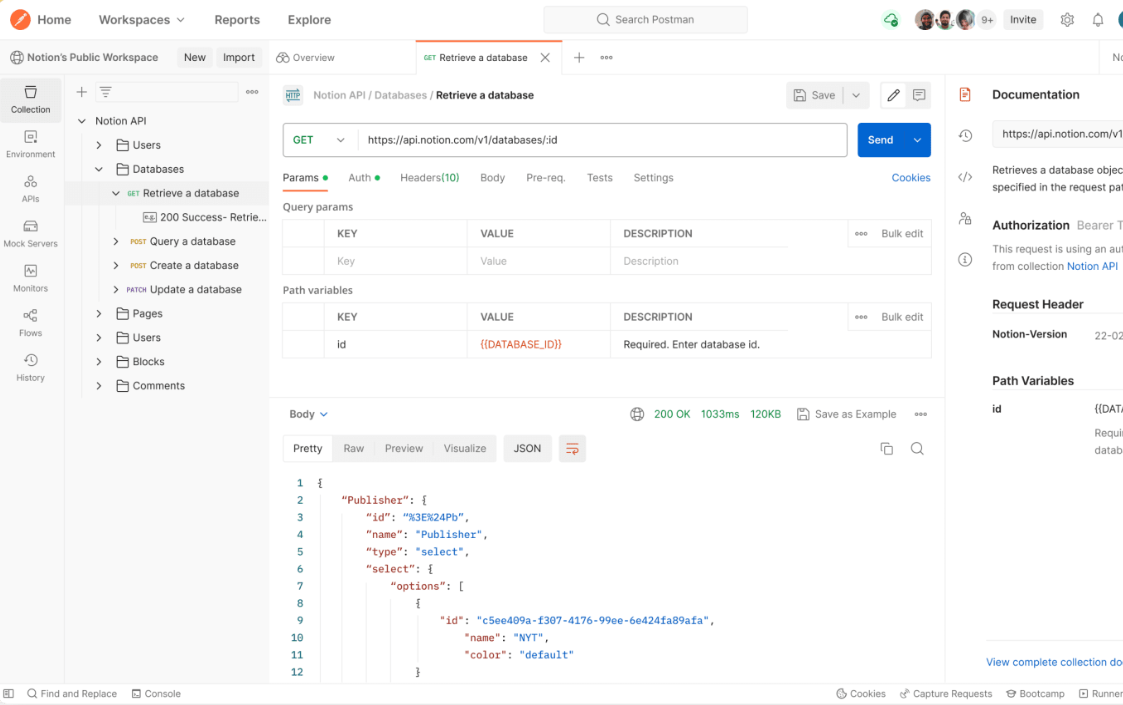 Home Workspaces Reports Explore Search Postman 9+ Invite
Notion's Public Workspace New Import Overview GET Retrieve a database No
Collection
Environment
APIs
Mock Servers
Monitors
Flows
History
Notion API
Users
Databases
GET Retrieve a database
e.g. 200 Success- Retrie...
POST Query a database
POST Create a database
PATCH Update a database
Pages
Users
Blocks
Comments
HTTP Notion API / Databases / Retrieve a database Save
GET https://api.notion.com/v1/databases/:id Send
Params Auth Headers(10) Body Pre-req. Tests Settings Cookies
Query params
KEY VALUE DESCRIPTION Bulk edit
Key Value Description
Path variables
KEY VALUE DESCRIPTION Bulk edit
id {{DATABASE_ID}} Required. Enter database id.
Body 200 OK 1033ms 120KB Save as Example
Pretty Raw Preview Visualize JSON
1 {
2 “Publisher”: {
3 “id”: “%3E%24Pb”,
4 “name”: "Publisher",
5 “type”: "select",
6 “select”: {
7 “options”: [
8 {
9 "id": "c5ee409a-f307-4176-99ee-6e424fa89afa",
10 "name": "NYT",
11 "color": "default"
12 }
Documentation
https://api.notion.com/v1
Retrieves a database objec
specified in the request pat
Authorization Bearer T
This request is using an aut
from collection Notion API
Request Header
Notion-Version 22-02
Path Variables
id {{DATA
Requi
datab
View complete collection do
Find and Replace Console Cookies Capture Requests Bootcamp Runner